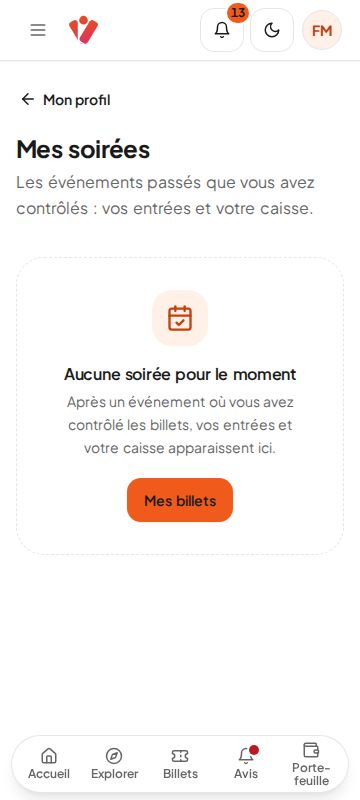 13
FM
Mon profil
Mes soirées
Les événements passés que vous avez
contrôlés : vos entrées et votre caisse.
Aucune soirée pour le moment
Après un événement où vous avez
contrôlé les billets, vos entrées et
votre caisse apparaissent ici.
Mes billets
Accueil
Explorer
Billets
Avis
Porte-
feuille